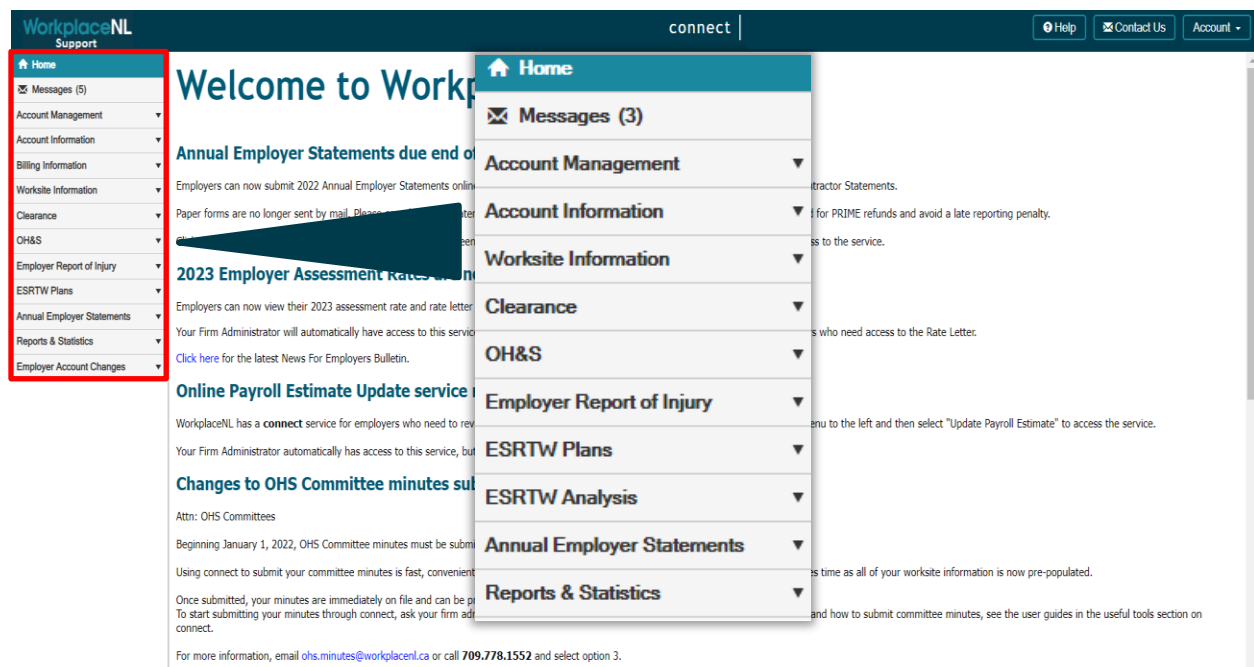 WorkplaceNL
Support
connect
Help
Contact Us
Account
Home
Messages (5)
Account Management
Account Information
Billing Information
Worksite Information
Clearance
OH&S
Employer Report of Injury
ESRTW Plans
Annual Employer Statements
Reports & Statistics
Employer Account Changes
Welcome to Workp
Annual Employer Statements due end of
Employers can now submit 2022 Annual Employer Statements onlin
tractor Statements.
Paper forms are no longer sent by mail.
for PRIME refunds and avoid a late reporting penalty.
ss to the service.
2023 Employer Assessment Rates
Employers can now view their 2023 assessment rate and rate letter
Your Firm Administrator will automatically have access to this servic
s who need access to the Rate Letter.
Click here for the latest News For Employers Bulletin.
Online Payroll Estimate Update service
WorkplaceNL has a connect service for employers who need to rev
enu to the left and then select "Update Payroll Estimate" to access the service.
Your Firm Administrator automatically has access to this service, but
Changes to OHS Committee minutes sub
Attn: OHS Committees
Beginning January 1, 2022, OHS Committee minutes must be submi
Using connect to submit your committee minutes is fast, convenient
es time as all of your worksite information is now pre-populated.
Once submitted, your minutes are immediately on file and can be p
To start submitting your minutes through connect, ask your firm adr
and how to submit committee minutes, see the user guides in the useful tools section on
connect.
For more information, email ohs.minutes@workplacenl.ca or call 709.778.1552 and select option 3.
Home
Messages (3)
Account Management
Account Information
Worksite Information
Clearance
OH&S
Employer Report of Injury
ESRTW Plans
ESRTW Analysis
Annual Employer Statements
Reports & Statistics